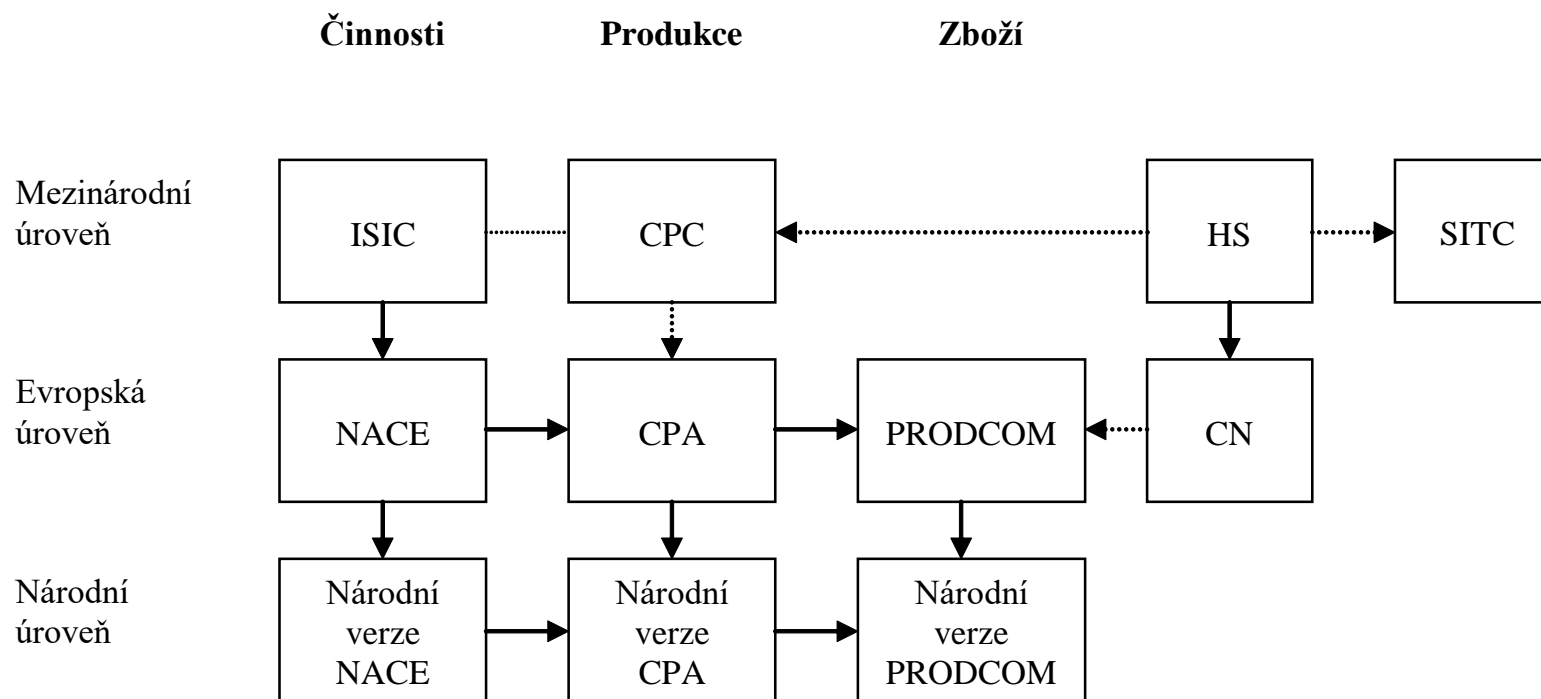 Činnosti Produkce Zboží
Mezinárodní
úroveň
ISIC CPC HS SITC
Evropská
úroveň
NACE CPA PRODCOM CN
Národní
úroveň
Národní
verze
NACE
Národní
verze
CPA
Národní
verze
PRODCOM